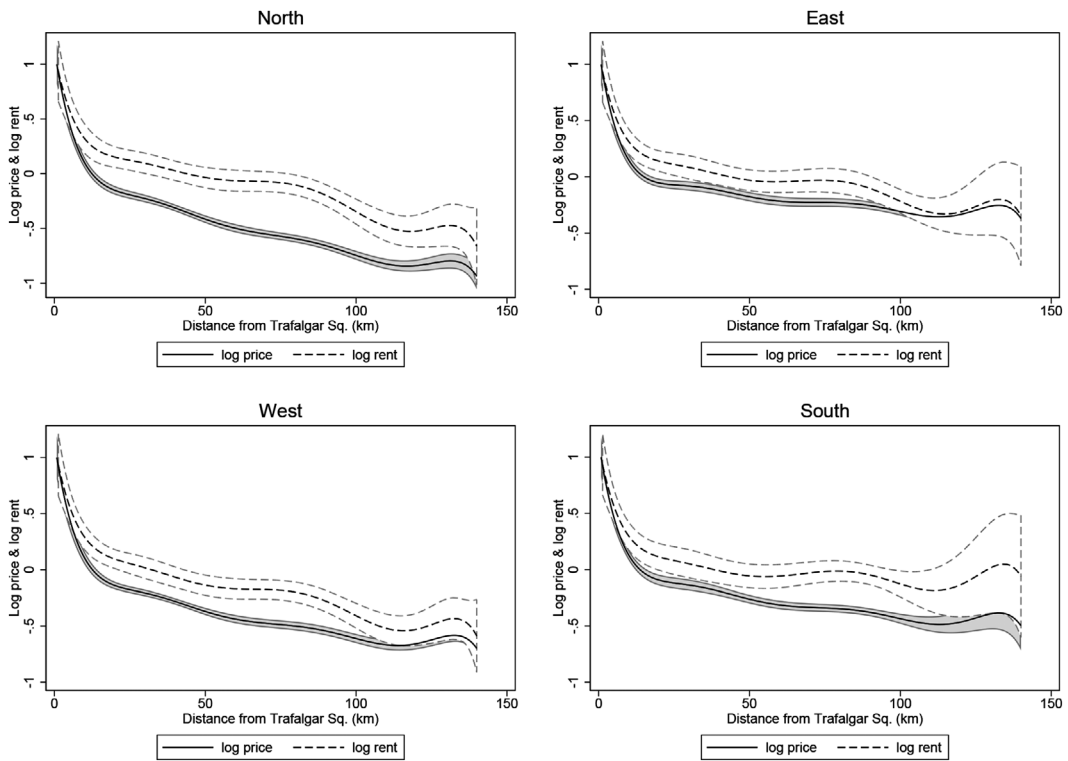 North
Log price & log rent
1
.5
0
-.5
-1
0 50 100 150
Distance from Trafalgar Sq. (km)
log price log rent
East
Log price & log rent
1
.5
0
-.5
-1
0 50 100 150
Distance from Trafalgar Sq. (km)
log price log rent
West
Log price & log rent
1
.5
0
-.5
-1
0 50 100 150
Distance from Trafalgar Sq. (km)
log price log rent
South
Log price & log rent
1
.5
0
-.5
-1
0 50 100 150
Distance from Trafalgar Sq. (km)
log price log rent